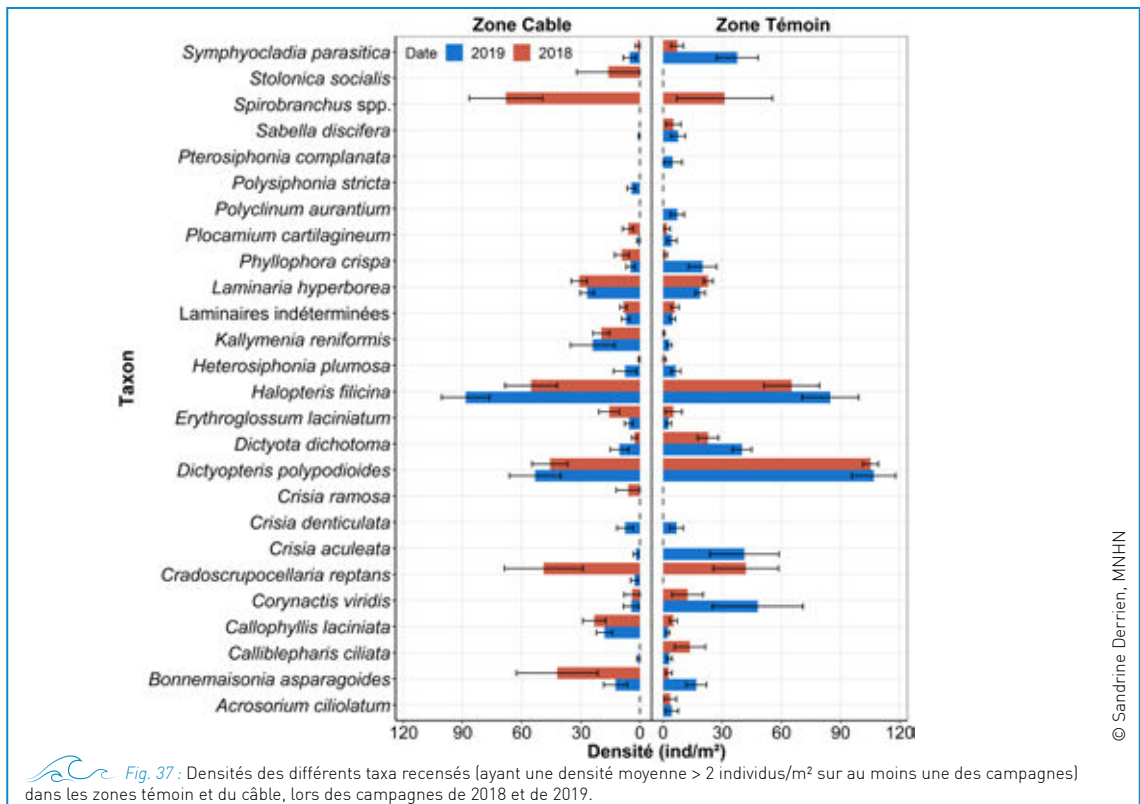 Zone Cable Zone Témoin
Date 2019 2018
Taxon
Symphyocladia parasitica
Stolonica socialis
Spirobranchus spp.
Sabella discifera
Pterosiphonia complanata
Polysiphonia stricta
Polyclinum aurantium
Plocamium cartilagineum
Phyllophora crispa
Laminaria hyperborea
Laminaires indéterminées
Kallymenia reniformis
Heterosiphonia plumosa
Halopteris filicina
Erythroglossum laciniatum
Dictyota dichotoma
Dictyopteris polypodioides
Crisia ramosa
Crisia denticulata
Crisia aculeata
Cradoscrupocellaria reptans
Corynactis viridis
Callophyllis laciniata
Calliblepharis ciliata
Bonnemaisonia asparagoides
Acrosorium ciliolatum
120 90 60 30 0 0 30 60 90 120
Densité (ind/m²)
© Sandrine Derrien, MNHN
Fig. 37 : Densités des différents taxa recensés (ayant une densité moyenne > 2 individus/m² sur au moins une des campagnes)
dans les zones témoin et du câble, lors des campagnes de 2018 et de 2019.